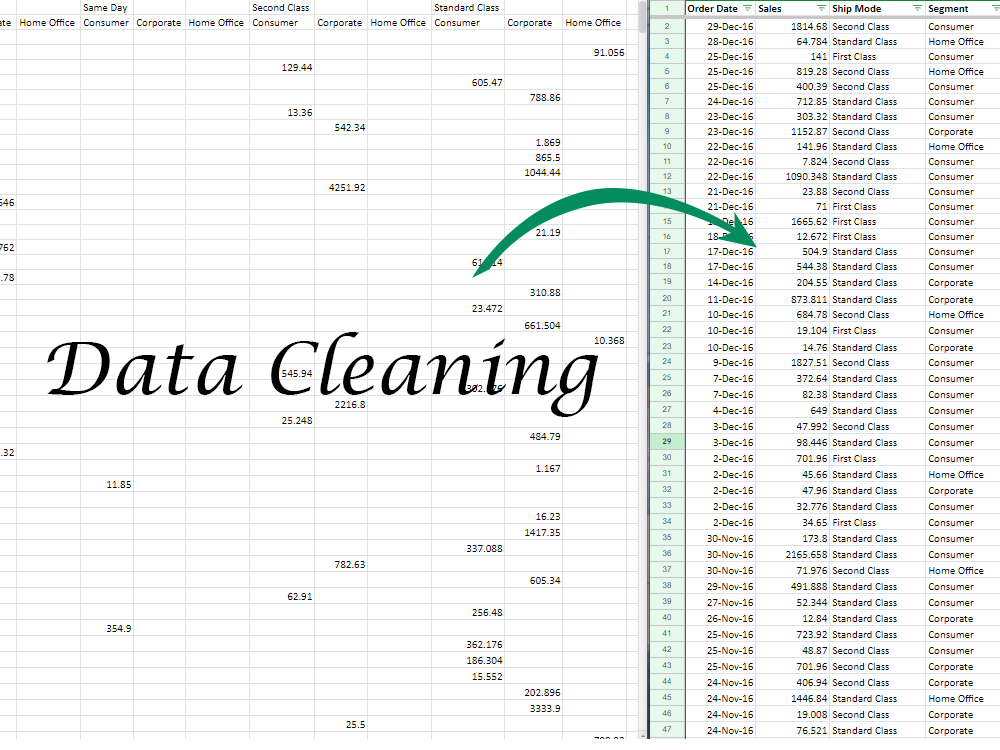 Same Day Second Class Standard Class
Home Office Consumer Corporate Home Office Consumer Corporate Home Office Consumer Corporate Home Office
91.056
129.44
605.47
788.86
13.36
542.34
1.869
865.5
1044.44
4251.92
646
21.19
762
.78
310.88
23.472
661.504
10.368
Data Cleaning
545.94
2216.8
25.248
484.79
.32
1.167
11.85
16.23
1417.35
337.088
782.63
605.34
62.91
256.48
354.9
362.176
186.304
15.552
202.896
3333.9
25.5
1 Order Date Sales Ship Mode Segment
2 29-Dec-16 1814.68 Second Class Consumer
3 28-Dec-16 64.784 Standard Class Home Office
4 25-Dec-16 141 First Class Consumer
5 25-Dec-16 819.28 Second Class Home Office
6 25-Dec-16 400.39 Second Class Consumer
7 24-Dec-16 712.85 Standard Class Consumer
8 23-Dec-16 303.32 Standard Class Consumer
9 23-Dec-16 1152.87 Second Class Corporate
10 22-Dec-16 141.96 Standard Class Home Office
11 22-Dec-16 7.824 Second Class Consumer
12 22-Dec-16 1090.348 Standard Class Consumer
13 21-Dec-16 23.88 Second Class Consumer
21-Dec-16 71 First Class Consumer
15 1665.62 First Class Consumer
16 12.672 First Class Consumer
17 17-Dec-16 504.9 Standard Class Consumer
18 17-Dec-16 544.38 Standard Class Consumer
19 14-Dec-16 204.55 Standard Class Corporate
20 11-Dec-16 873.811 Standard Class Corporate
21 10-Dec-16 684.78 Second Class Home Office
22 10-Dec-16 19.104 First Class Consumer
23 10-Dec-16 14.76 Standard Class Corporate
24 9-Dec-16 1827.51 Second Class Consumer
25 7-Dec-16 372.64 Standard Class Consumer
26 7-Dec-16 82.38 Standard Class Consumer
27 4-Dec-16 649 Standard Class Consumer
28 3-Dec-16 47.992 Second Class Consumer
29 3-Dec-16 98.446 Standard Class Consumer
30 2-Dec-16 701.96 First Class Consumer
31 2-Dec-16 45.66 Standard Class Home Office
32 2-Dec-16 47.96 Standard Class Corporate
33 2-Dec-16 32.776 Standard Class Consumer
34 2-Dec-16 34.65 First Class Consumer
35 30-Nov-16 173.8 Standard Class Consumer
36 30-Nov-16 2165.658 Standard Class Consumer
37 30-Nov-16 71.976 Second Class Home Office
38 29-Nov-16 491.888 Standard Class Consumer
39 27-Nov-16 52.344 Standard Class Consumer
40 26-Nov-16 12.84 Standard Class Corporate
41 25-Nov-16 723.92 Standard Class Consumer
42 25-Nov-16 48.87 Second Class Consumer
43 25-Nov-16 701.96 Second Class Corporate
44 24-Nov-16 406.94 Second Class Corporate
45 24-Nov-16 1446.84 Standard Class Home Office
46 24-Nov-16 19.008 Second Class Corporate
47 24-Nov-16 76.521 Standard Class Corporate